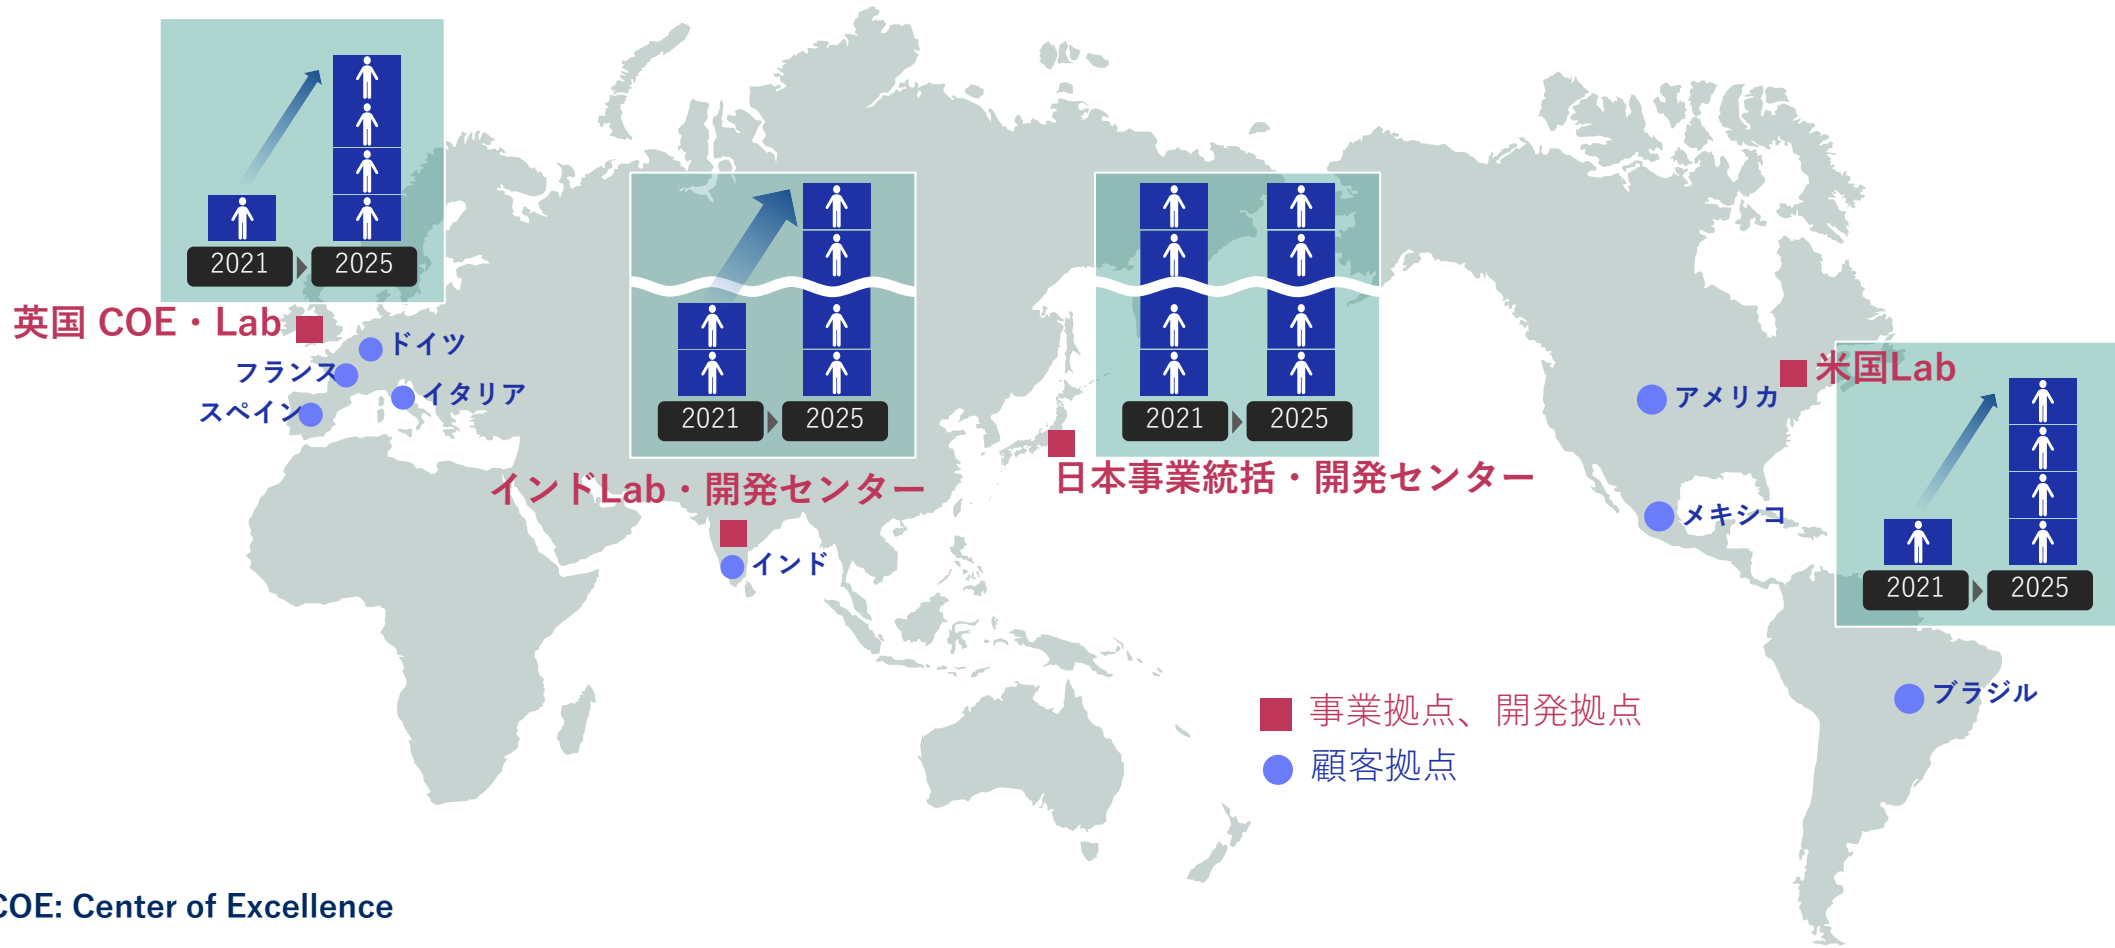 2021
2025
英国 COE・Lab
ドイツ
フランス
イタリア
スペイン
2021
2025
インドLab・開発センター
インド
2021
2025
日本事業統括・開発センター
米国Lab
アメリカ
メキシコ
2021
2025
ブラジル
事業拠点、開発拠点
顧客拠点
COE: Center of Excellence